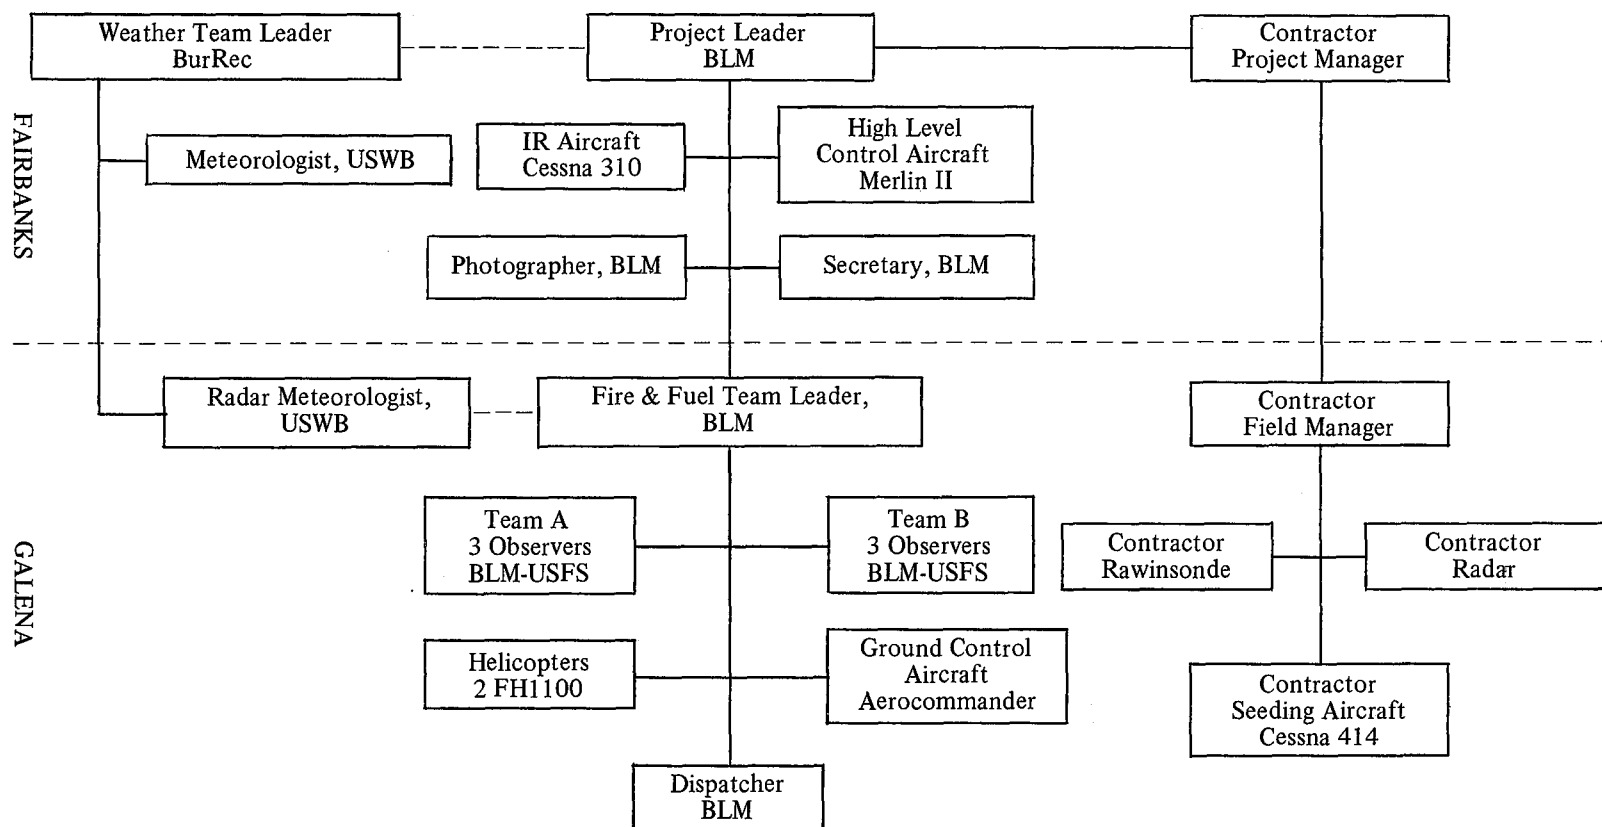 Weather Team Leader
BurRec
Project Leader
BLM
Contractor
Project Manager
FAIRBANKS
Meteorologist, USWB
IR Aircraft
Cessna 310
High Level
Control Aircraft
Merlin II
Photographer, BLM
Secretary, BLM
Radar Meteorologist,
USWB
Fire & Fuel Team Leader,
BLM
Contractor
Field Manager
GALENA
Team A
3 Observers
BLM-USFS
Team B
3 Observers
BLM-USFS
Contractor
Rawinsonde
Contractor
Radar
Helicopters
2 FH1100
Ground Control
Aircraft
Aerocommander
Contractor
Seeding Aircraft
Cessna 414
Dispatcher
BLM